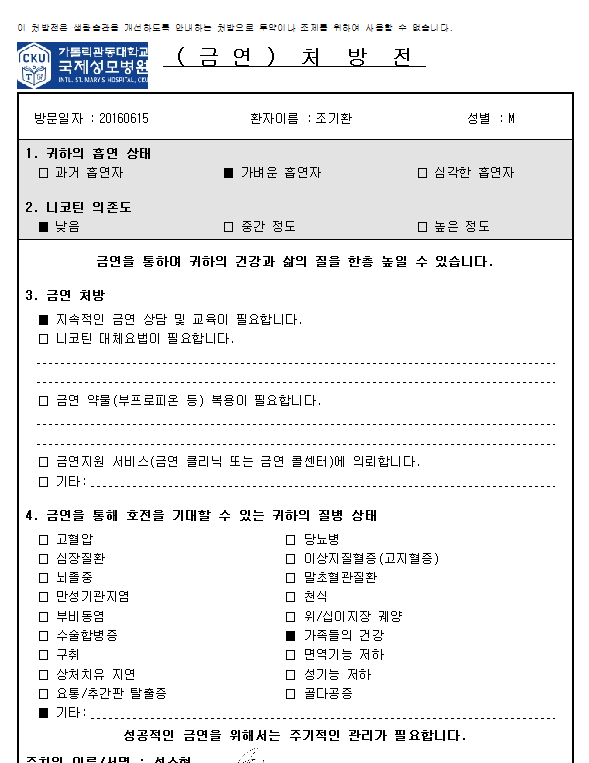 이 처방전은 생활습관을 개선하도록 안내하는 처방으로 투약이나 조제를 위하여 사용할 수 없습니다.
CKU
가톨릭관동대학교
국제성모병원
INTL. ST. MARY'S HOSPITAL, CKU
( 금 연 ) 처 방 전
방문일자 : 20160615 환자이름 : 조기환 성별 : M
1. 귀하의 흡연 상태
□ 과거 흡연자 ■ 가벼운 흡연자 □ 심각한 흡연자
2. 니코틴 의존도
■ 낮음 □ 중간 정도 □ 높은 정도
금연을 통하여 귀하의 건강과 삶의 질을 한층 높일 수 있습니다.
3. 금연 처방
■ 지속적인 금연 상담 및 교육이 필요합니다.
□ 니코틴 대체요법이 필요합니다.
□ 금연 약물(부프로피온 등) 복용이 필요합니다.
□ 금연지원 서비스(금연 클리닉 또는 금연 콜센터)에 의뢰합니다.
□ 기타:
4. 금연을 통해 호전을 기대할 수 있는 귀하의 질병 상태
□ 고혈압 □ 당뇨병
□ 심장질환 □ 이상지질혈증(고지혈증)
□ 뇌졸중 □ 말초혈관질환
□ 만성기관지염 □ 천식
□ 부비동염 □ 위/십이지장 궤양
□ 수술합병증 ■ 가족들의 건강
□ 구취 □ 면역기능 저하
□ 상처치유 지연 □ 성기능 저하
□ 요통/추간판 탈출증 □ 골다공증
■ 기타:
성공적인 금연을 위해서는 주기적인 관리가 필요합니다.
주치의 이름/서명 :